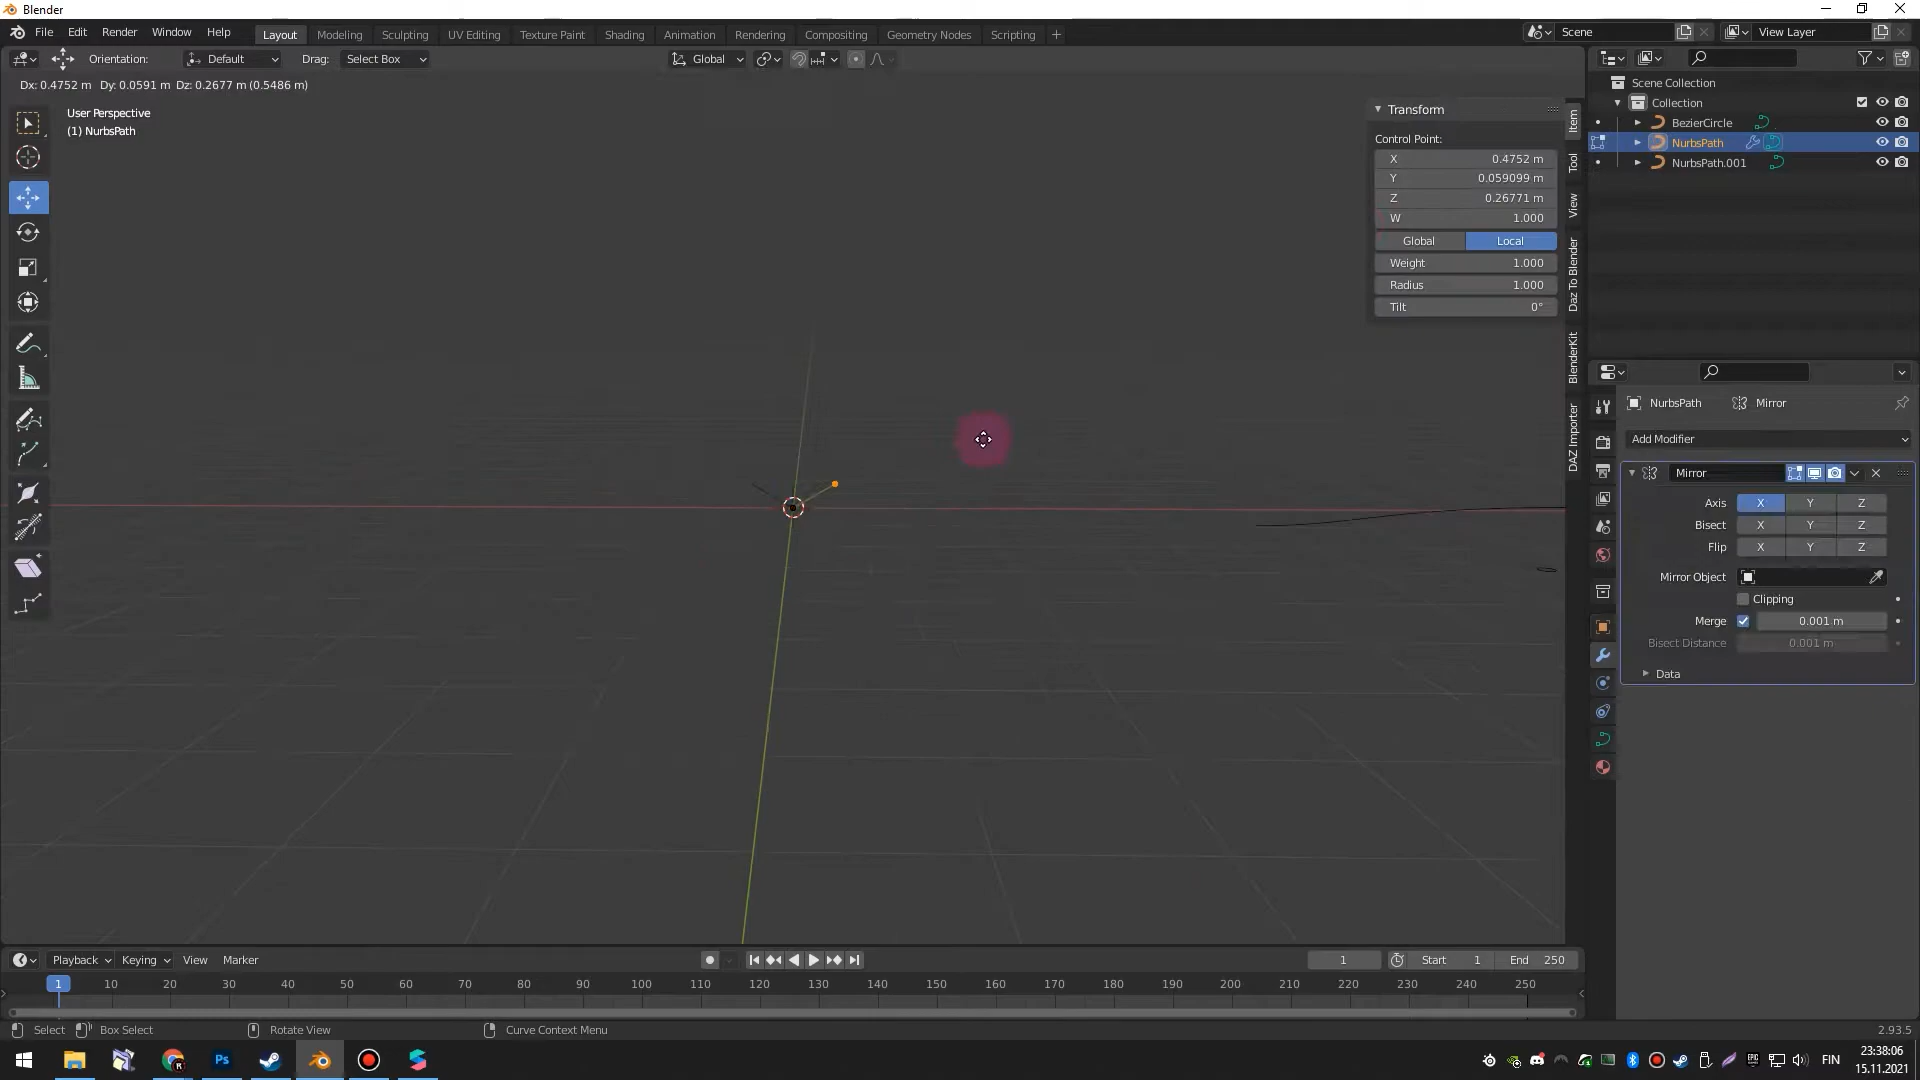 Blender
File Edit Render Window Help Layout Modeling Sculpting UV Editing Texture Paint Shading Animation Rendering Compositing Geometry Nodes Scripting + Scene View Layer
Orientation: Default Drag: Select Box Global
Dx: 0.4752 m Dy: 0.0591 m Dz: 0.2677 m (0.5486 m)
User Perspective
(1) NurbsPath
Transform
Control Point:
X 0.4752 m
Y 0.059099 m
Z 0.26771 m
W 1.000
Global Local
Weight 1.000
Radius 1.000
Tilt 0°
Item
Tool
View
Daz To Blender
BlenderKit
DAZ Importer
Scene Collection
Collection
BezierCircle
NurbsPath
NurbsPath.001
NurbsPath Mirror
Add Modifier
Mirror
Axis X Y Z
Bisect X Y Z
Flip X Y Z
Mirror Object
Clipping
Merge 0.001 m
Bisect Distance 0.001 m
Data
Playback Keying View Marker 1 Start 1 End 250
1 10 20 30 40 50 60 70 80 90 100 110 120 130 140 150 160 170 180 190 200 210 220 230 240 250
Select Box Select Rotate View Curve Context Menu 2.93.5
Ps FIN 23:38:06
15.11.2021